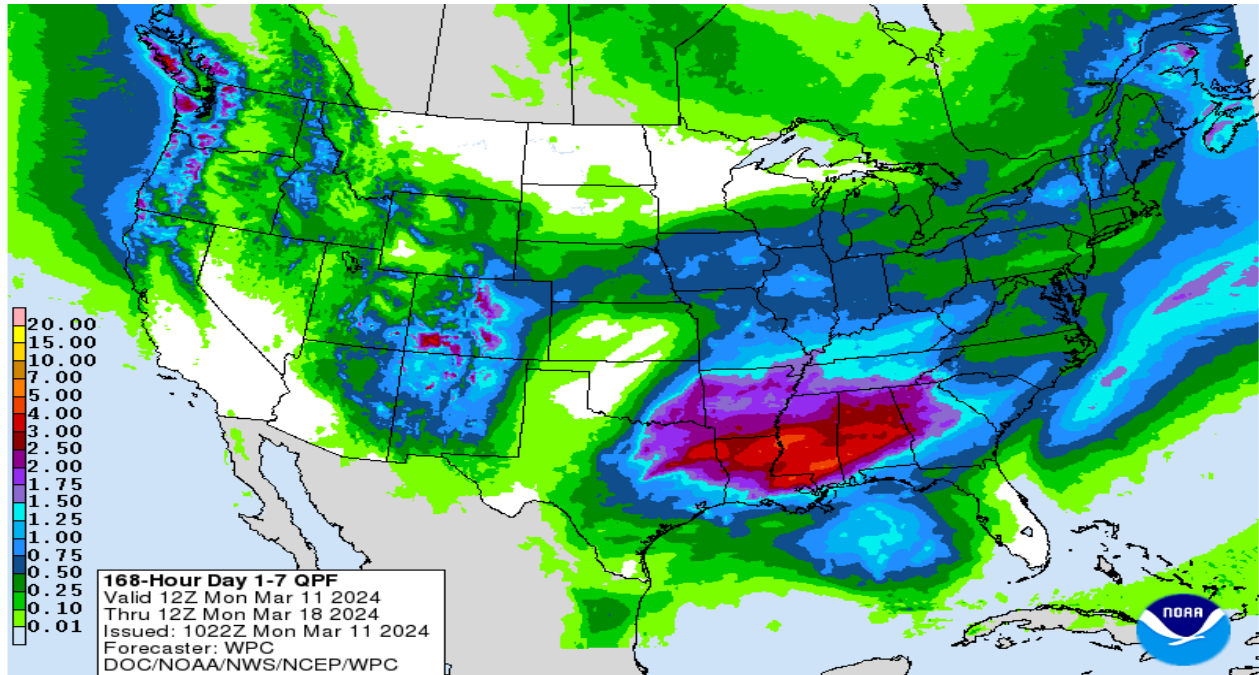 20.00
15.00
10.00
7.00
5.00
4.00
3.00
2.50
2.00
1.75
1.50
1.25
1.00
0.75
0.50
0.25
0.10
0.01
168-Hour Day 1-7 QPF
Valid 12Z Mon Mar 11 2024
Thru 12Z Mon Mar 18 2024
Issued: 1022Z Mon Mar 11 2024
Forecaster: WPC
DOC/NOAA/NWS/NCEP/WPC
NOAA